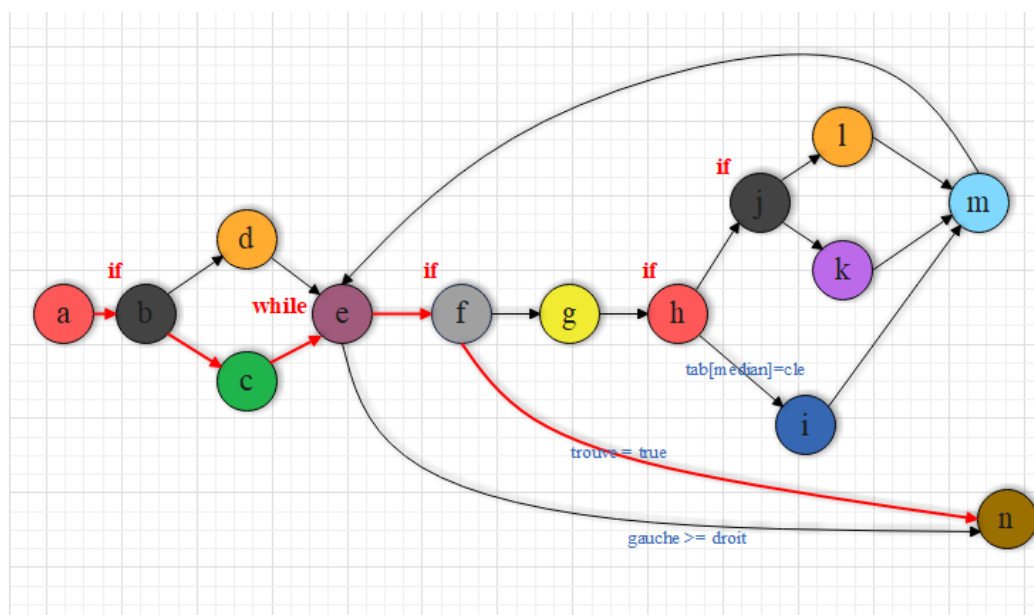 l
if
j
m
d
k
if
if
if
a
b
while
e
f
g
h
c
tab[median]=cle
i
trouve = true
n
gauche >= droit